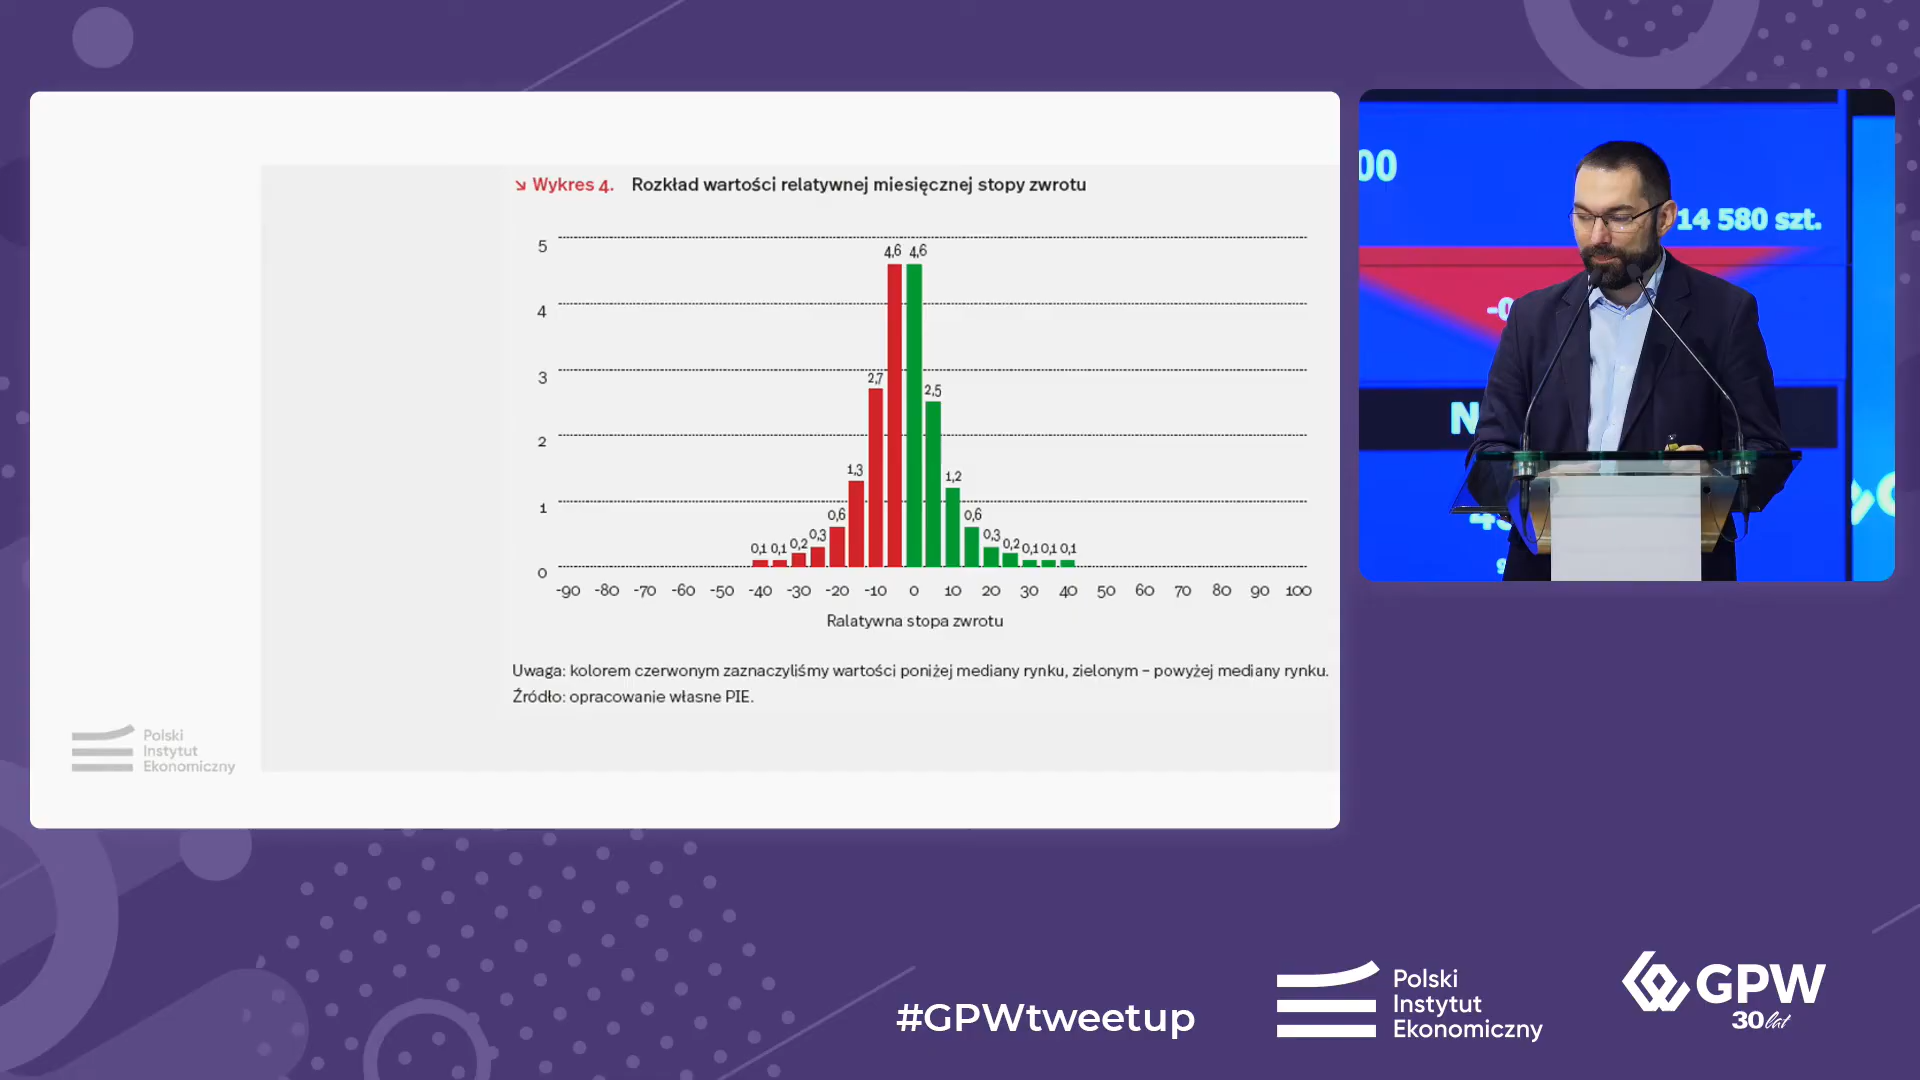 ↘ Wykres 4. Rozkład wartości relatywnej miesięcznej stopy zwrotu
5
4
3
2
1
0
0,1 0,1 0,2 0,3 0,6 1,3 2,7 4,6 4,6 2,5 1,2 0,6 0,3 0,2 0,1 0,1 0,1
-90 -80 -70 -60 -50 -40 -30 -20 -10 0 10 20 30 40 50 60 70 80 90 100
Ralatywna stopa zwrotu
Uwaga: kolorem czerwonym zaznaczyliśmy wartości poniżej mediany rynku, zielonym – powyżej mediany rynku.
Źródło: opracowanie własne PIE.
Polski
Instytut
Ekonomiczny
00
14 580 szt.
-0
N
#GPWtweetup
Polski
Instytut
Ekonomiczny
GPW
30 lat